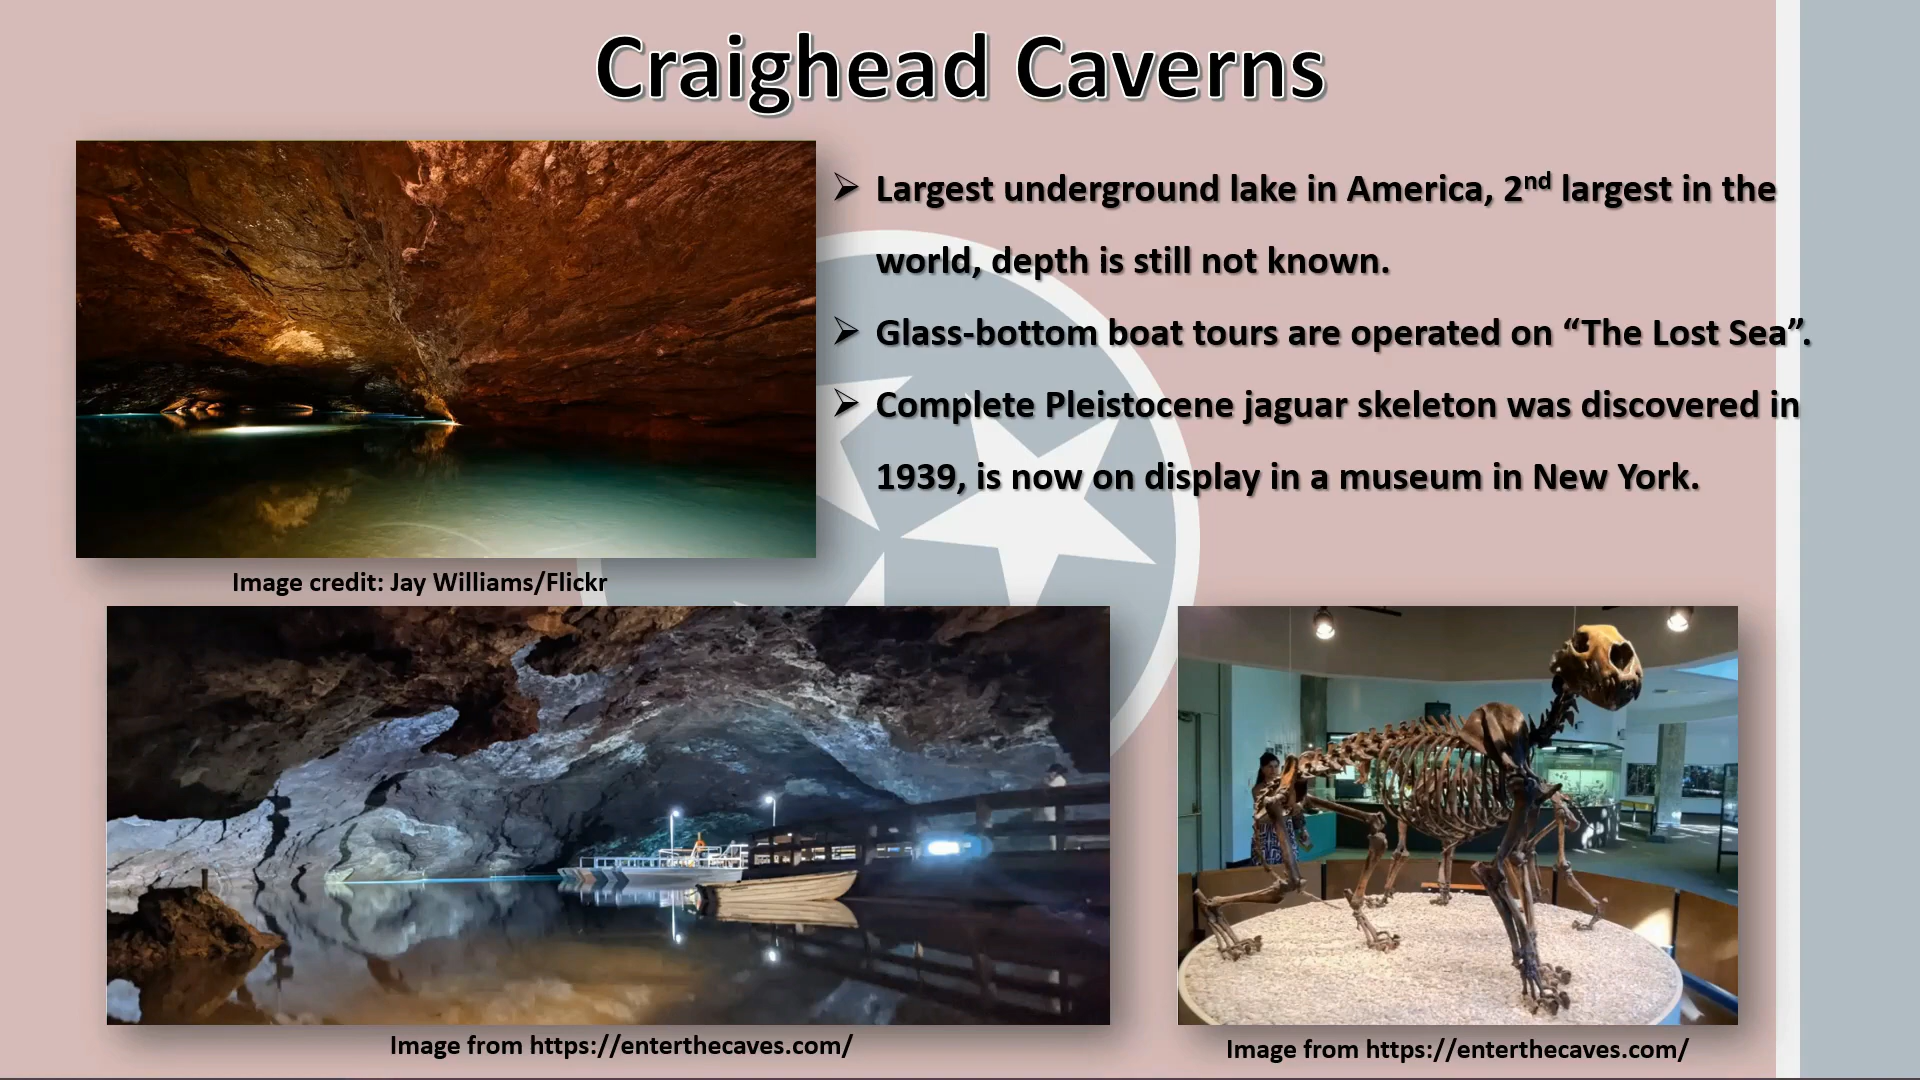 Craighead Caverns
➢ Largest underground lake in America, 2nd largest in the
world, depth is still not known.
➢ Glass-bottom boat tours are operated on “The Lost Sea”.
➢ Complete Pleistocene jaguar skeleton was discovered in
1939, is now on display in a museum in New York.
Image credit: Jay Williams/Flickr
Image from https://enterthecaves.com/
Image from https://enterthecaves.com/